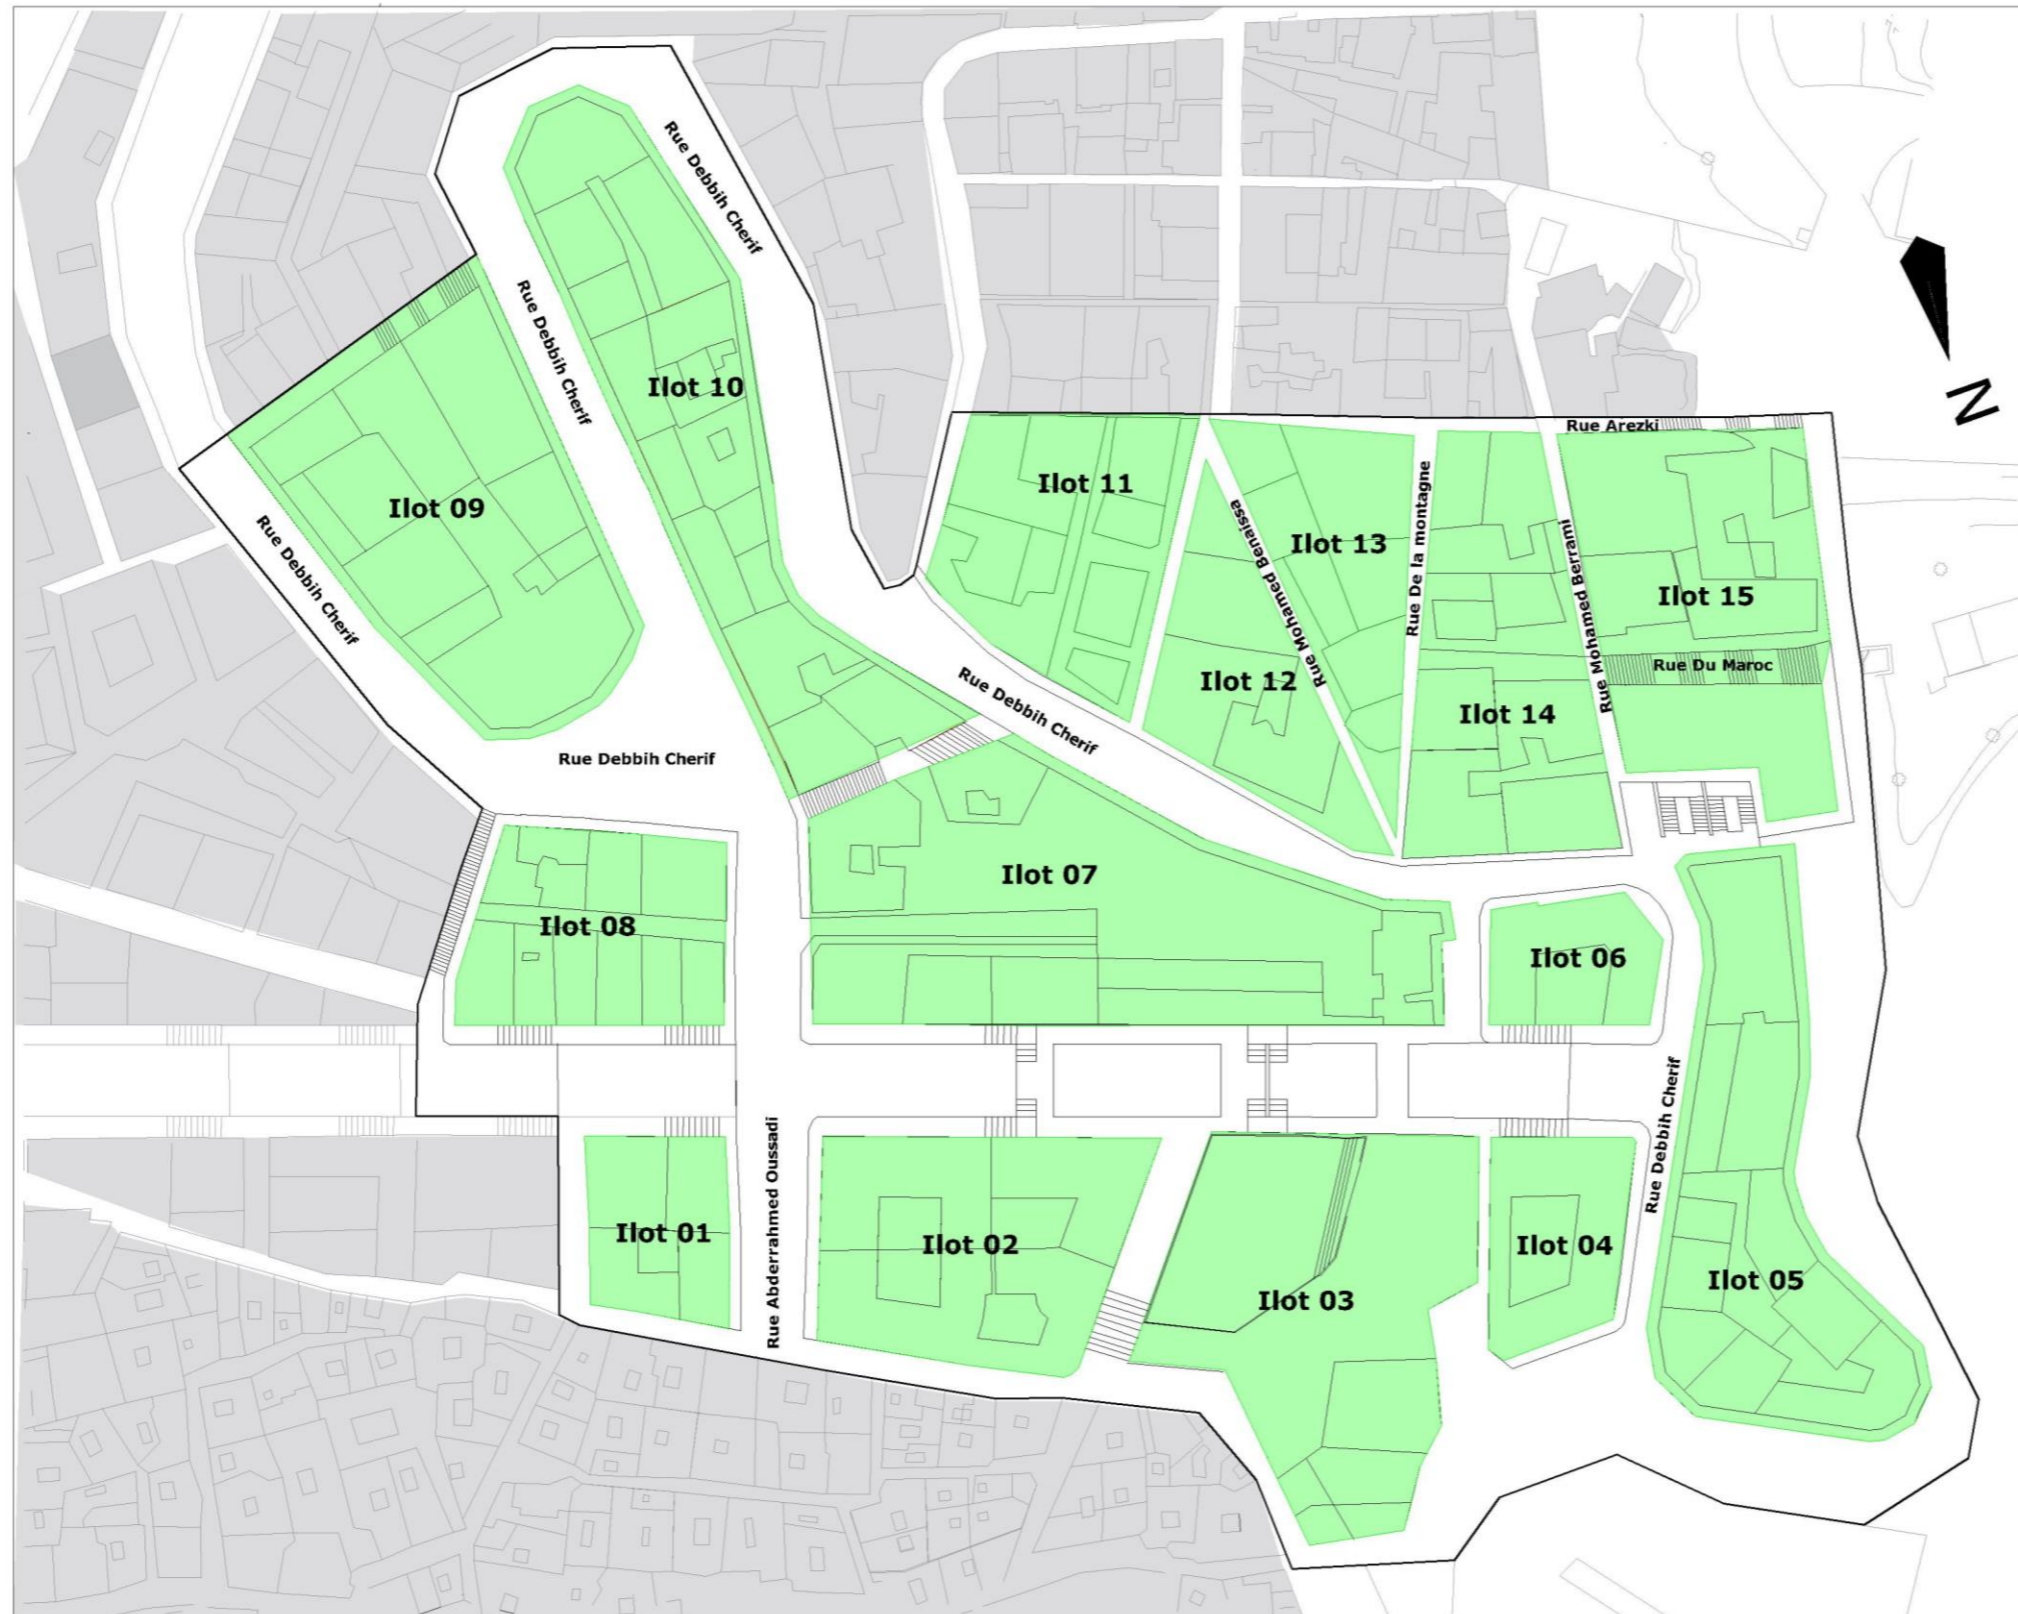 Rue Debbih Cherif
Rue Debbih Cherif
Ilot 10
N
Rue Arezki
Ilot 11
Ilot 09
Rue De la montagne
Rue Mohamed Benaissa
Ilot 13
Rue Debbih Cherif
Rue Mohamed Berrami
Ilot 15
Rue Du Maroc
Ilot 12
Rue Debbih Cherif
Ilot 14
Rue Debbih Cherif
Ilot 07
Ilot 08
Ilot 06
Rue Debbih Cherif
Rue Abderrahmed Oussadi
Ilot 01
Ilot 02
Ilot 04
Ilot 05
Ilot 03